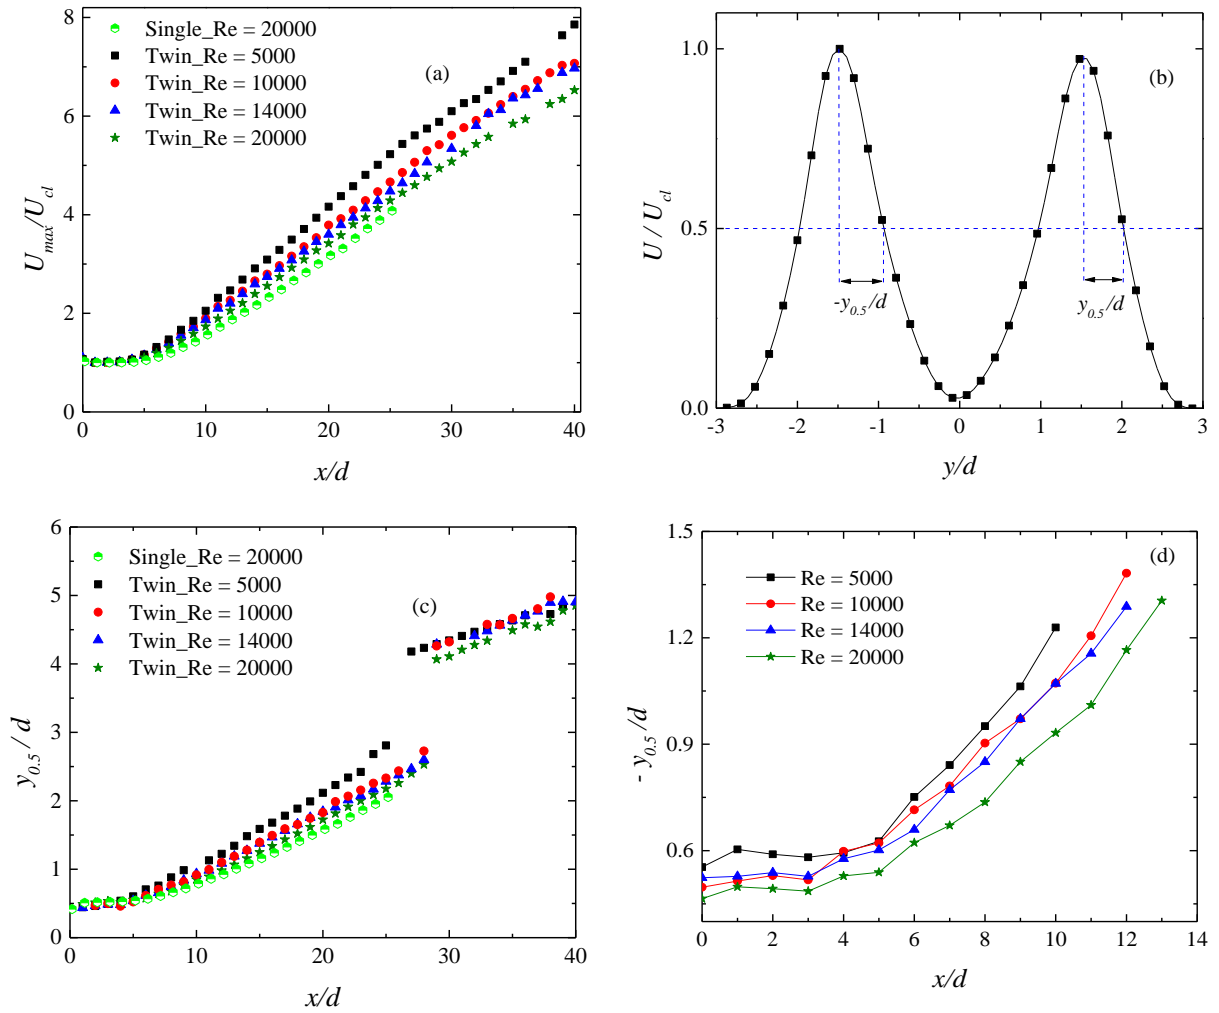 8
6
4
2
0
0 10 20 30 40
U_max/U_cl
x/d
Single_Re = 20000
Twin_Re = 5000
Twin_Re = 10000
Twin_Re = 14000
Twin_Re = 20000
(a)
1.0
0.5
0.0
-3 -2 -1 0 1 2 3
U / U_cl
y/d
(b)
-y_0.5/d
y_0.5/d
6
5
4
3
2
1
0
0 10 20 30 40
y_0.5 / d
x/d
Single_Re = 20000
Twin_Re = 5000
Twin_Re = 10000
Twin_Re = 14000
Twin_Re = 20000
(c)
1.5
1.2
0.9
0.6
0 2 4 6 8 10 12 14
- y_0.5 /d
x/d
Re = 5000
Re = 10000
Re = 14000
Re = 20000
(d)